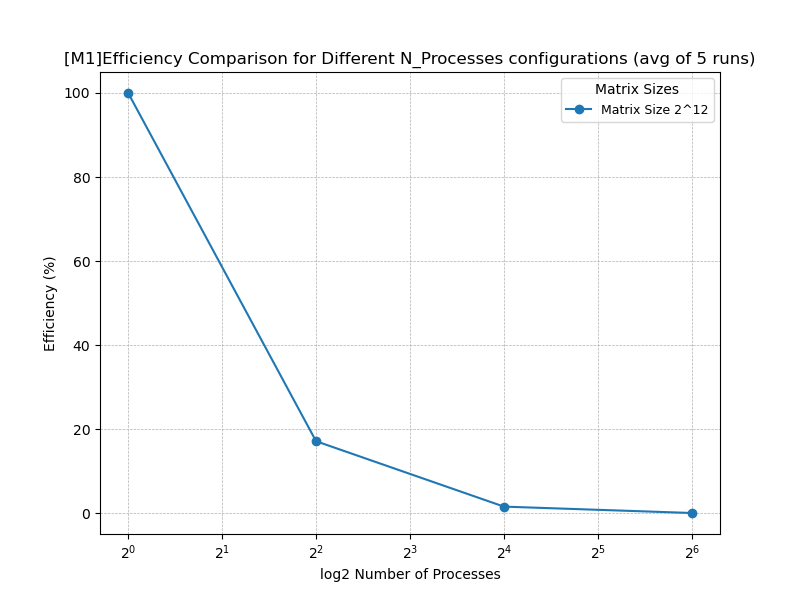 [M1]Efficiency Comparison for Different N_Processes configurations (avg of 5 runs)
Matrix Sizes
Matrix Size 2^12
Efficiency (%)
100
80
60
40
20
0
2⁰ 2¹ 2² 2³ 2⁴ 2⁵ 2⁶
log2 Number of Processes